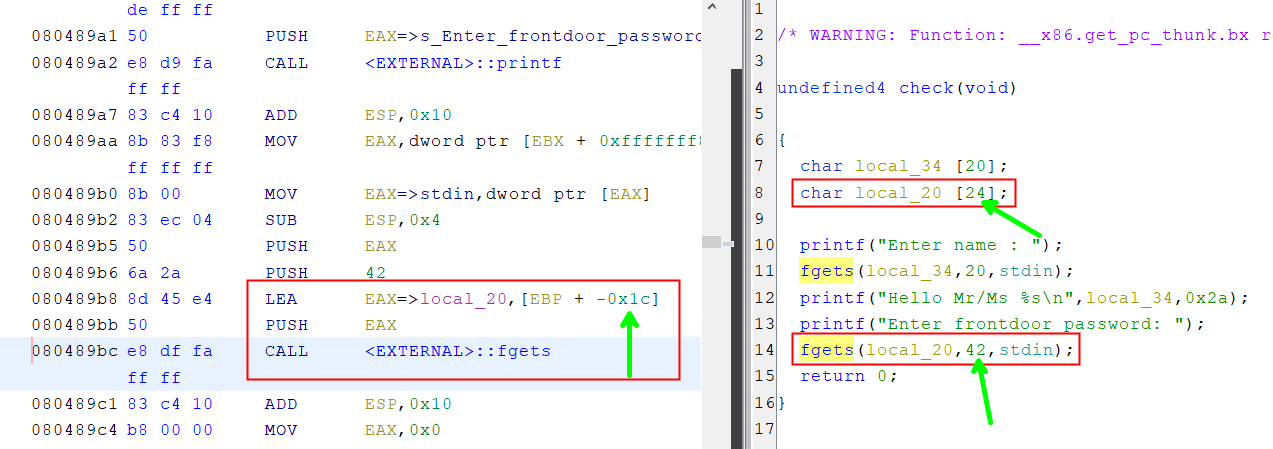 de ff ff
080489a1 50 PUSH EAX=>s_Enter_frontdoor_password
080489a2 e8 d9 fa CALL <EXTERNAL>::printf
ff ff
080489a7 83 c4 10 ADD ESP,0x10
080489aa 8b 83 f8 MOV EAX,dword ptr [EBX + 0xfffffff8
ff ff ff
080489b0 8b 00 MOV EAX=>stdin,dword ptr [EAX]
080489b2 83 ec 04 SUB ESP,0x4
080489b5 50 PUSH EAX
080489b6 6a 2a PUSH 42
080489b8 8d 45 e4 LEA EAX=>local_20,[EBP + -0x1c]
080489bb 50 PUSH EAX
080489bc e8 df fa CALL <EXTERNAL>::fgets
ff ff
080489c1 83 c4 10 ADD ESP,0x10
080489c4 b8 00 00 MOV EAX,0x0
1
2 /* WARNING: Function: __x86.get_pc_thunk.bx r
3
4 undefined4 check(void)
5
6 {
7 char local_34 [20];
8 char local_20 [24];
9
10 printf("Enter name : ");
11 fgets(local_34,20,stdin);
12 printf("Hello Mr/Ms %s\n",local_34,0x2a);
13 printf("Enter frontdoor password: ");
14 fgets(local_20,42,stdin);
15 return 0;
16 }
17